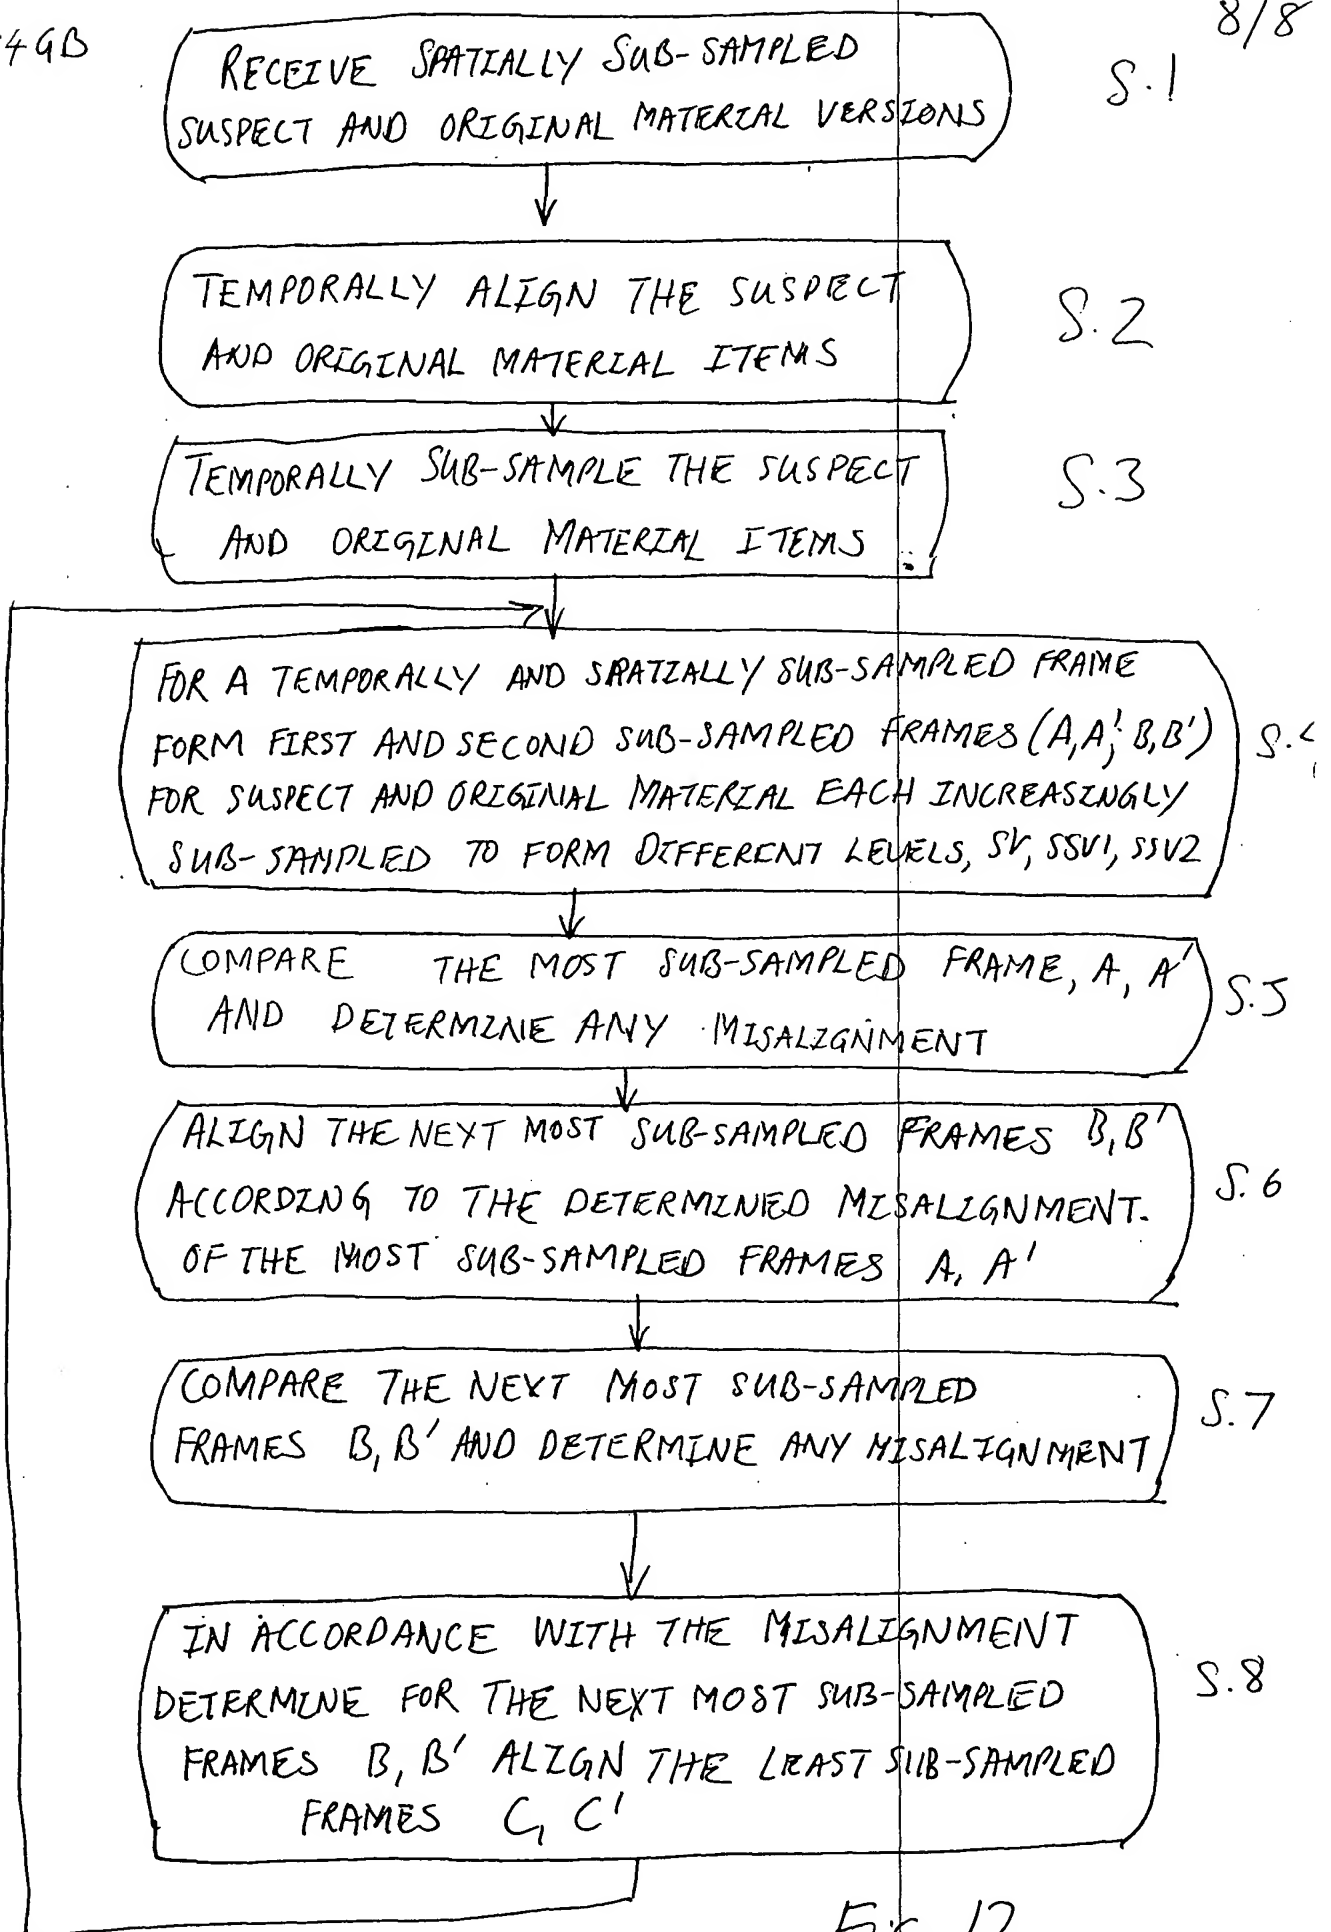 4GB
8/8
RECEIVE SPATIALLY SUB-SAMPLED
SUSPECT AND ORIGINAL MATERIAL VERSIONS
S.1
TEMPORALLY ALIGN THE SUSPECT
AND ORIGINAL MATERIAL ITEMS
S.2
TEMPORALLY SUB-SAMPLE THE SUSPECT
AND ORIGINAL MATERIAL ITEMS
S.3
FOR A TEMPORALLY AND SPATIALLY SUB-SAMPLED FRAME
FORM FIRST AND SECOND SUB-SAMPLED FRAMES (A,A'; B,B')
FOR SUSPECT AND ORIGINAL MATERIAL EACH INCREASINGLY
SUB-SAMPLED TO FORM DIFFERENT LEVELS, SV, SSV1, SSV2
COMPARE THE MOST SUB-SAMPLED FRAME, A, A'
AND DETERMINE ANY MISALIGNMENT
S.5
ALIGN THE NEXT MOST SUB-SAMPLED FRAMES B,B'
ACCORDING TO THE DETERMINED MISALIGNMENT.
OF THE MOST SUB-SAMPLED FRAMES A, A'
S.6
COMPARE THE NEXT MOST SUB-SAMPLED
FRAMES B,B' AND DETERMINE ANY MISALIGNMENT
S.7
IN ACCORDANCE WITH THE MISALIGNMENT
DETERMINE FOR THE NEXT MOST SUB-SAMPLED
FRAMES B,B' ALIGN THE LEAST SUB-SAMPLED
FRAMES C, C'
S.8
Fig. 12